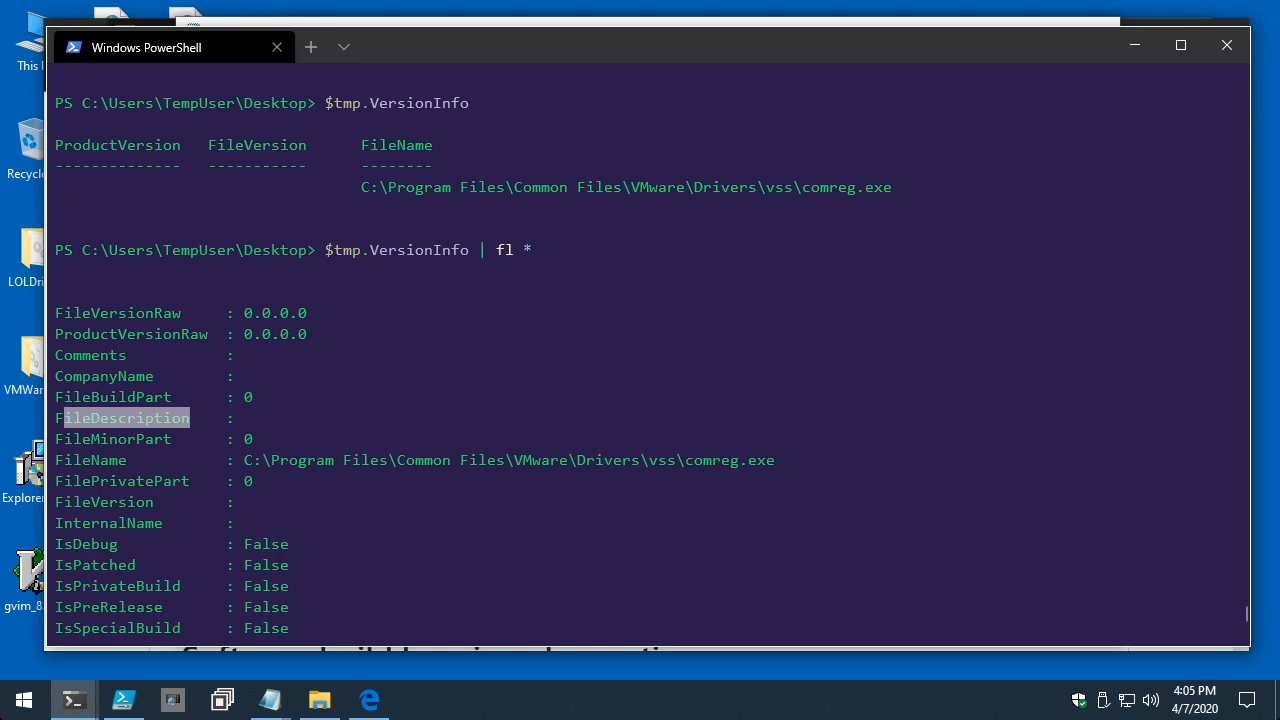 This
Windows PowerShell
PS C:\Users\TempUser\Desktop> $tmp.VersionInfo
ProductVersion FileVersion FileName
-------------- ----------- --------
C:\Program Files\Common Files\VMware\Drivers\vss\comreg.exe
Recycle
PS C:\Users\TempUser\Desktop> $tmp.VersionInfo | fl *
LOLDri
FileVersionRaw : 0.0.0.0
ProductVersionRaw : 0.0.0.0
Comments :
CompanyName :
VMWar
FileBuildPart : 0
FileDescription :
FileMinorPart : 0
FileName : C:\Program Files\Common Files\VMware\Drivers\vss\comreg.exe
FilePrivatePart : 0
Explorer
FileVersion :
InternalName :
IsDebug : False
IsPatched : False
IsPrivateBuild : False
gvim_8
IsPreRelease : False
IsSpecialBuild : False
4:05 PM
4/7/2020